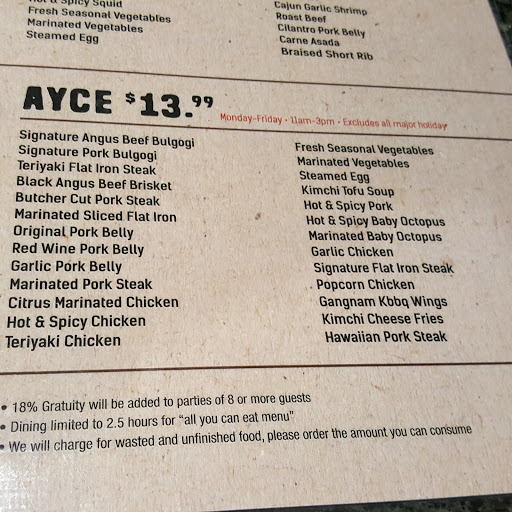 Hot & Spicy Squid
Fresh Seasonal Vegetables
Marinated Vegetables
Steamed Egg
Cajun Garlic Shrimp
Roast Beef
Cilantro Pork Belly
Carne Asada
Braised Short Rib
AYCE $13.99
Monday-Friday • 11am-3pm • Excludes all major holiday
Signature Angus Beef Bulgogi
Signature Pork Bulgogi
Teriyaki Flat Iron Steak
Black Angus Beef Brisket
Butcher Cut Pork Steak
Marinated Sliced Flat Iron
Original Pork Belly
Red Wine Pork Belly
Garlic Pork Belly
Marinated Pork Steak
Citrus Marinated Chicken
Hot & Spicy Chicken
Teriyaki Chicken
Fresh Seasonal Vegetables
Marinated Vegetables
Steamed Egg
Kimchi Tofu Soup
Hot & Spicy Pork
Hot & Spicy Baby Octopus
Marinated Baby Octopus
Garlic Chicken
Signature Flat Iron Steak
Popcorn Chicken
Gangnam Kbbq Wings
Kimchi Cheese Fries
Hawaiian Pork Steak
• 18% Gratuity will be added to parties of 8 or more guests
• Dining limited to 2.5 hours for “all you can eat menu”
• We will charge for wasted and unfinished food, please order the amount you can consume